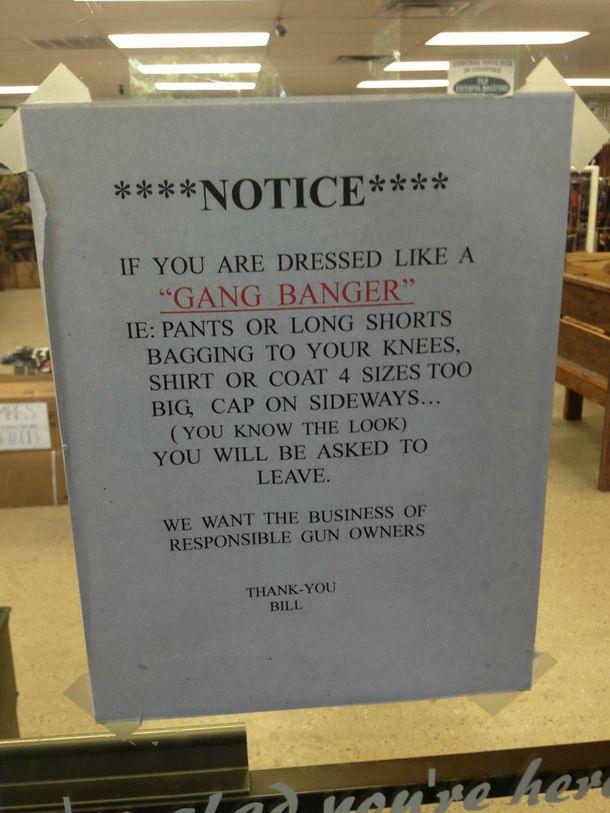 ****NOTICE****
IF YOU ARE DRESSED LIKE A
“GANG BANGER”
IE: PANTS OR LONG SHORTS
BAGGING TO YOUR KNEES,
SHIRT OR COAT 4 SIZES TOO
BIG, CAP ON SIDEWAYS…
( YOU KNOW THE LOOK)
YOU WILL BE ASKED TO
LEAVE.
WE WANT THE BUSINESS OF
RESPONSIBLE GUN OWNERS
THANK-YOU
BILL
you're here